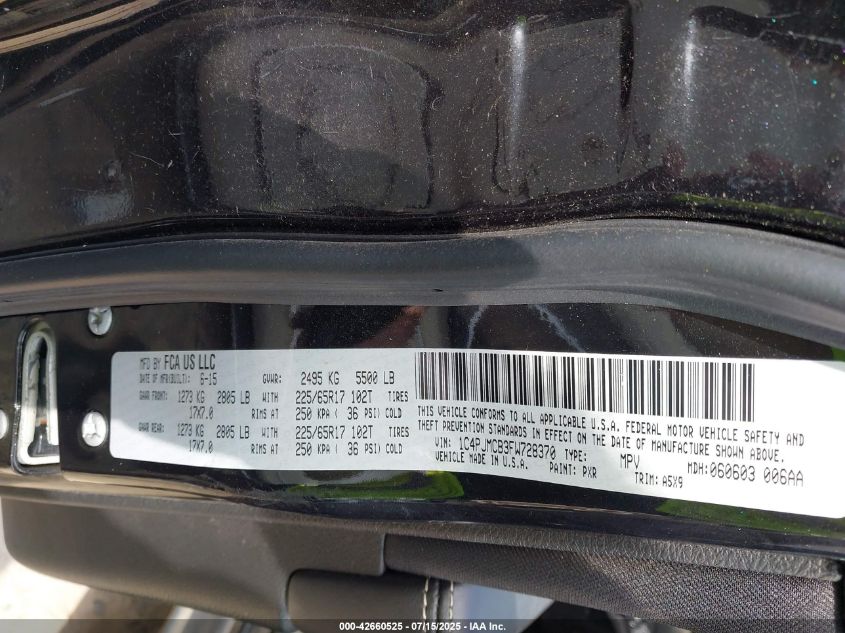 MFD BY FCA US LLC
DATE OF MFR(BUILT): 6-15 GVWR: 2495 KG 5500 LB
GAWR FRONT: 1273 KG 2805 LB WITH 225/65R17 102T TIRES
17X7.0 RIMS AT 250 KPA ( 36 PSI) COLD
GAWR REAR: 1273 KG 2805 LB WITH 225/65R17 102T TIRES
17X7.0 RIMS AT 250 KPA ( 36 PSI) COLD
THIS VEHICLE CONFORMS TO ALL APPLICABLE U.S.A. FEDERAL MOTOR VEHICLE SAFETY AND
THEFT PREVENTION STANDARDS IN EFFECT ON THE DATE OF MANUFACTURE SHOWN ABOVE.
VIN: 1C4PJMCB3FW728370 TYPE: MPV MDH:060603 006AA
VEHICLE MADE IN U.S.A. PAINT: PXR TRIM: A5X9
000-42660525 - 07/15/2025 - IAA Inc.